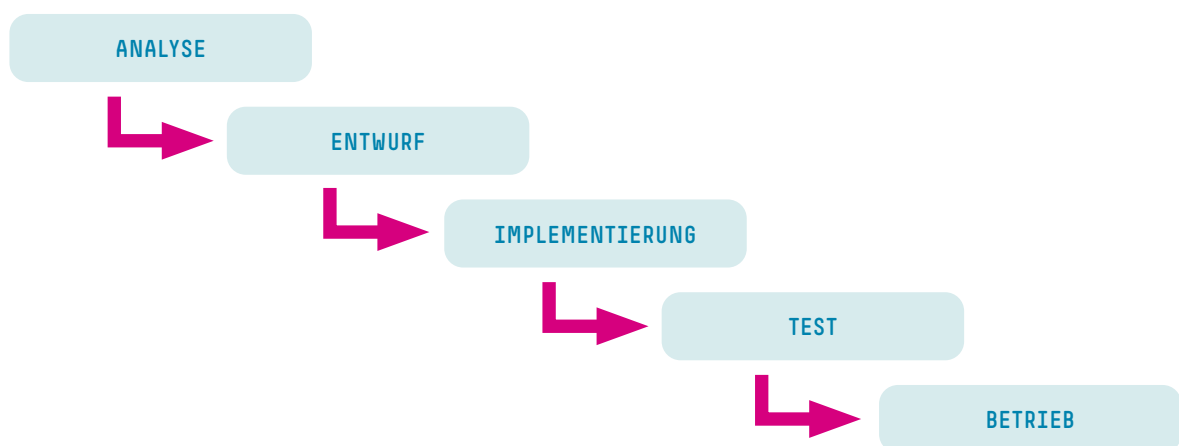 ANALYSE
ENTWURF
IMPLEMENTIERUNG
TEST
BETRIEB